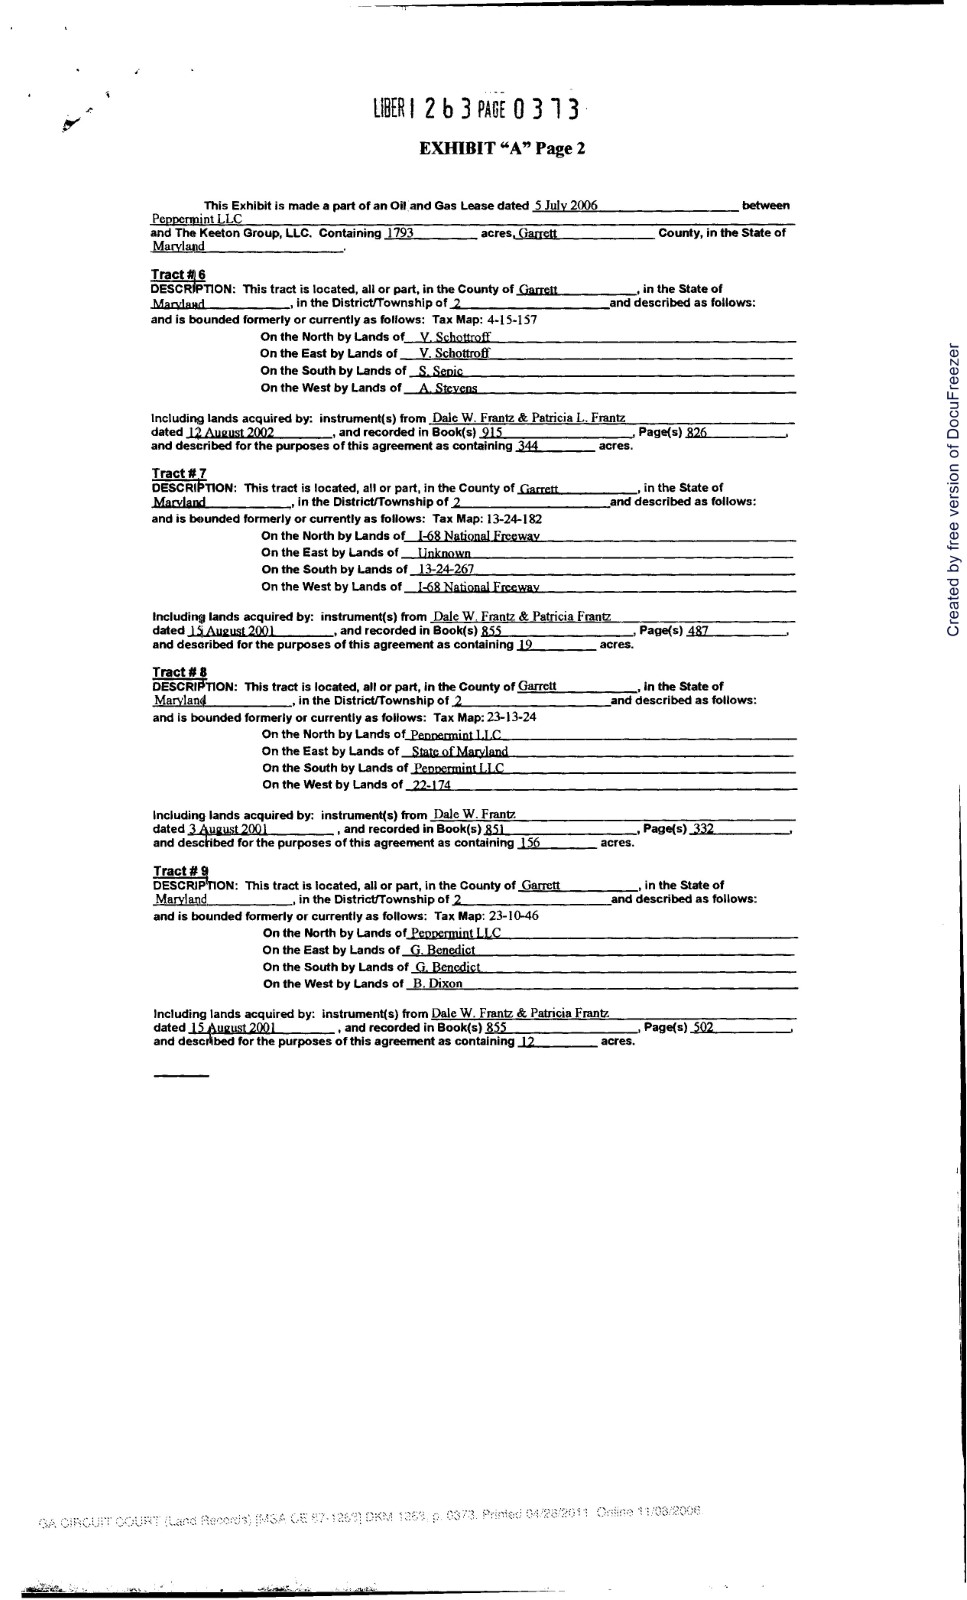 LIBER 1263 PAGE 0373
EXHIBIT “A” Page 2
This Exhibit is made a part of an Oil and Gas Lease dated 5 July 2006 between
Peppermint LLC
and The Keeton Group, LLC. Containing 1793 acres, Garrett County, in the State of
Maryland.
Tract # 6
DESCRIPTION: This tract is located, all or part, in the County of Garrett, in the State of
Maryland, in the District/Township of 2 and described as follows:
and is bounded formerly or currently as follows: Tax Map: 4-15-157
On the North by Lands of V. Schottroff
On the East by Lands of V. Schottroff
On the South by Lands of S. Sepic
On the West by Lands of A. Stevens
Including lands acquired by: instrument(s) from Dale W. Frantz & Patricia L. Frantz
dated 12 August 2002, and recorded in Book(s) 915, Page(s) 826,
and described for the purposes of this agreement as containing 344 acres.
Tract # 7
DESCRIPTION: This tract is located, all or part, in the County of Garrett, in the State of
Maryland, in the District/Township of 2 and described as follows:
and is bounded formerly or currently as follows: Tax Map: 13-24-182
On the North by Lands of I-68 National Freeway
On the East by Lands of Unknown
On the South by Lands of 13-24-267
On the West by Lands of I-68 National Freeway
Including lands acquired by: instrument(s) from Dale W. Frantz & Patricia Frantz
dated 15 August 2001, and recorded in Book(s) 855, Page(s) 487,
and described for the purposes of this agreement as containing 19 acres.
Tract # 8
DESCRIPTION: This tract is located, all or part, in the County of Garrett, in the State of
Maryland, in the District/Township of 2 and described as follows:
and is bounded formerly or currently as follows: Tax Map: 23-13-24
On the North by Lands of Peppermint LLC
On the East by Lands of State of Maryland
On the South by Lands of Peppermint LLC
On the West by Lands of 22-174
Including lands acquired by: instrument(s) from Dale W. Frantz
dated 3 August 2001, and recorded in Book(s) 851, Page(s) 332,
and described for the purposes of this agreement as containing 156 acres.
Tract # 9
DESCRIPTION: This tract is located, all or part, in the County of Garrett, in the State of
Maryland, in the District/Township of 2 and described as follows:
and is bounded formerly or currently as follows: Tax Map: 23-10-46
On the North by Lands of Peppermint LLC
On the East by Lands of G. Benedict
On the South by Lands of G. Benedict
On the West by Lands of B. Dixon
Including lands acquired by: instrument(s) from Dale W. Frantz & Patricia Frantz
dated 15 August 2001, and recorded in Book(s) 855, Page(s) 502,
and described for the purposes of this agreement as containing 12 acres.
GA CIRCUIT COURT (Land Records) [MSA CE 67-1259] DKM 1263, p. 0373. Printed 04/28/2011. Online 11/08/2006.
Created by free version of DocuFreezer